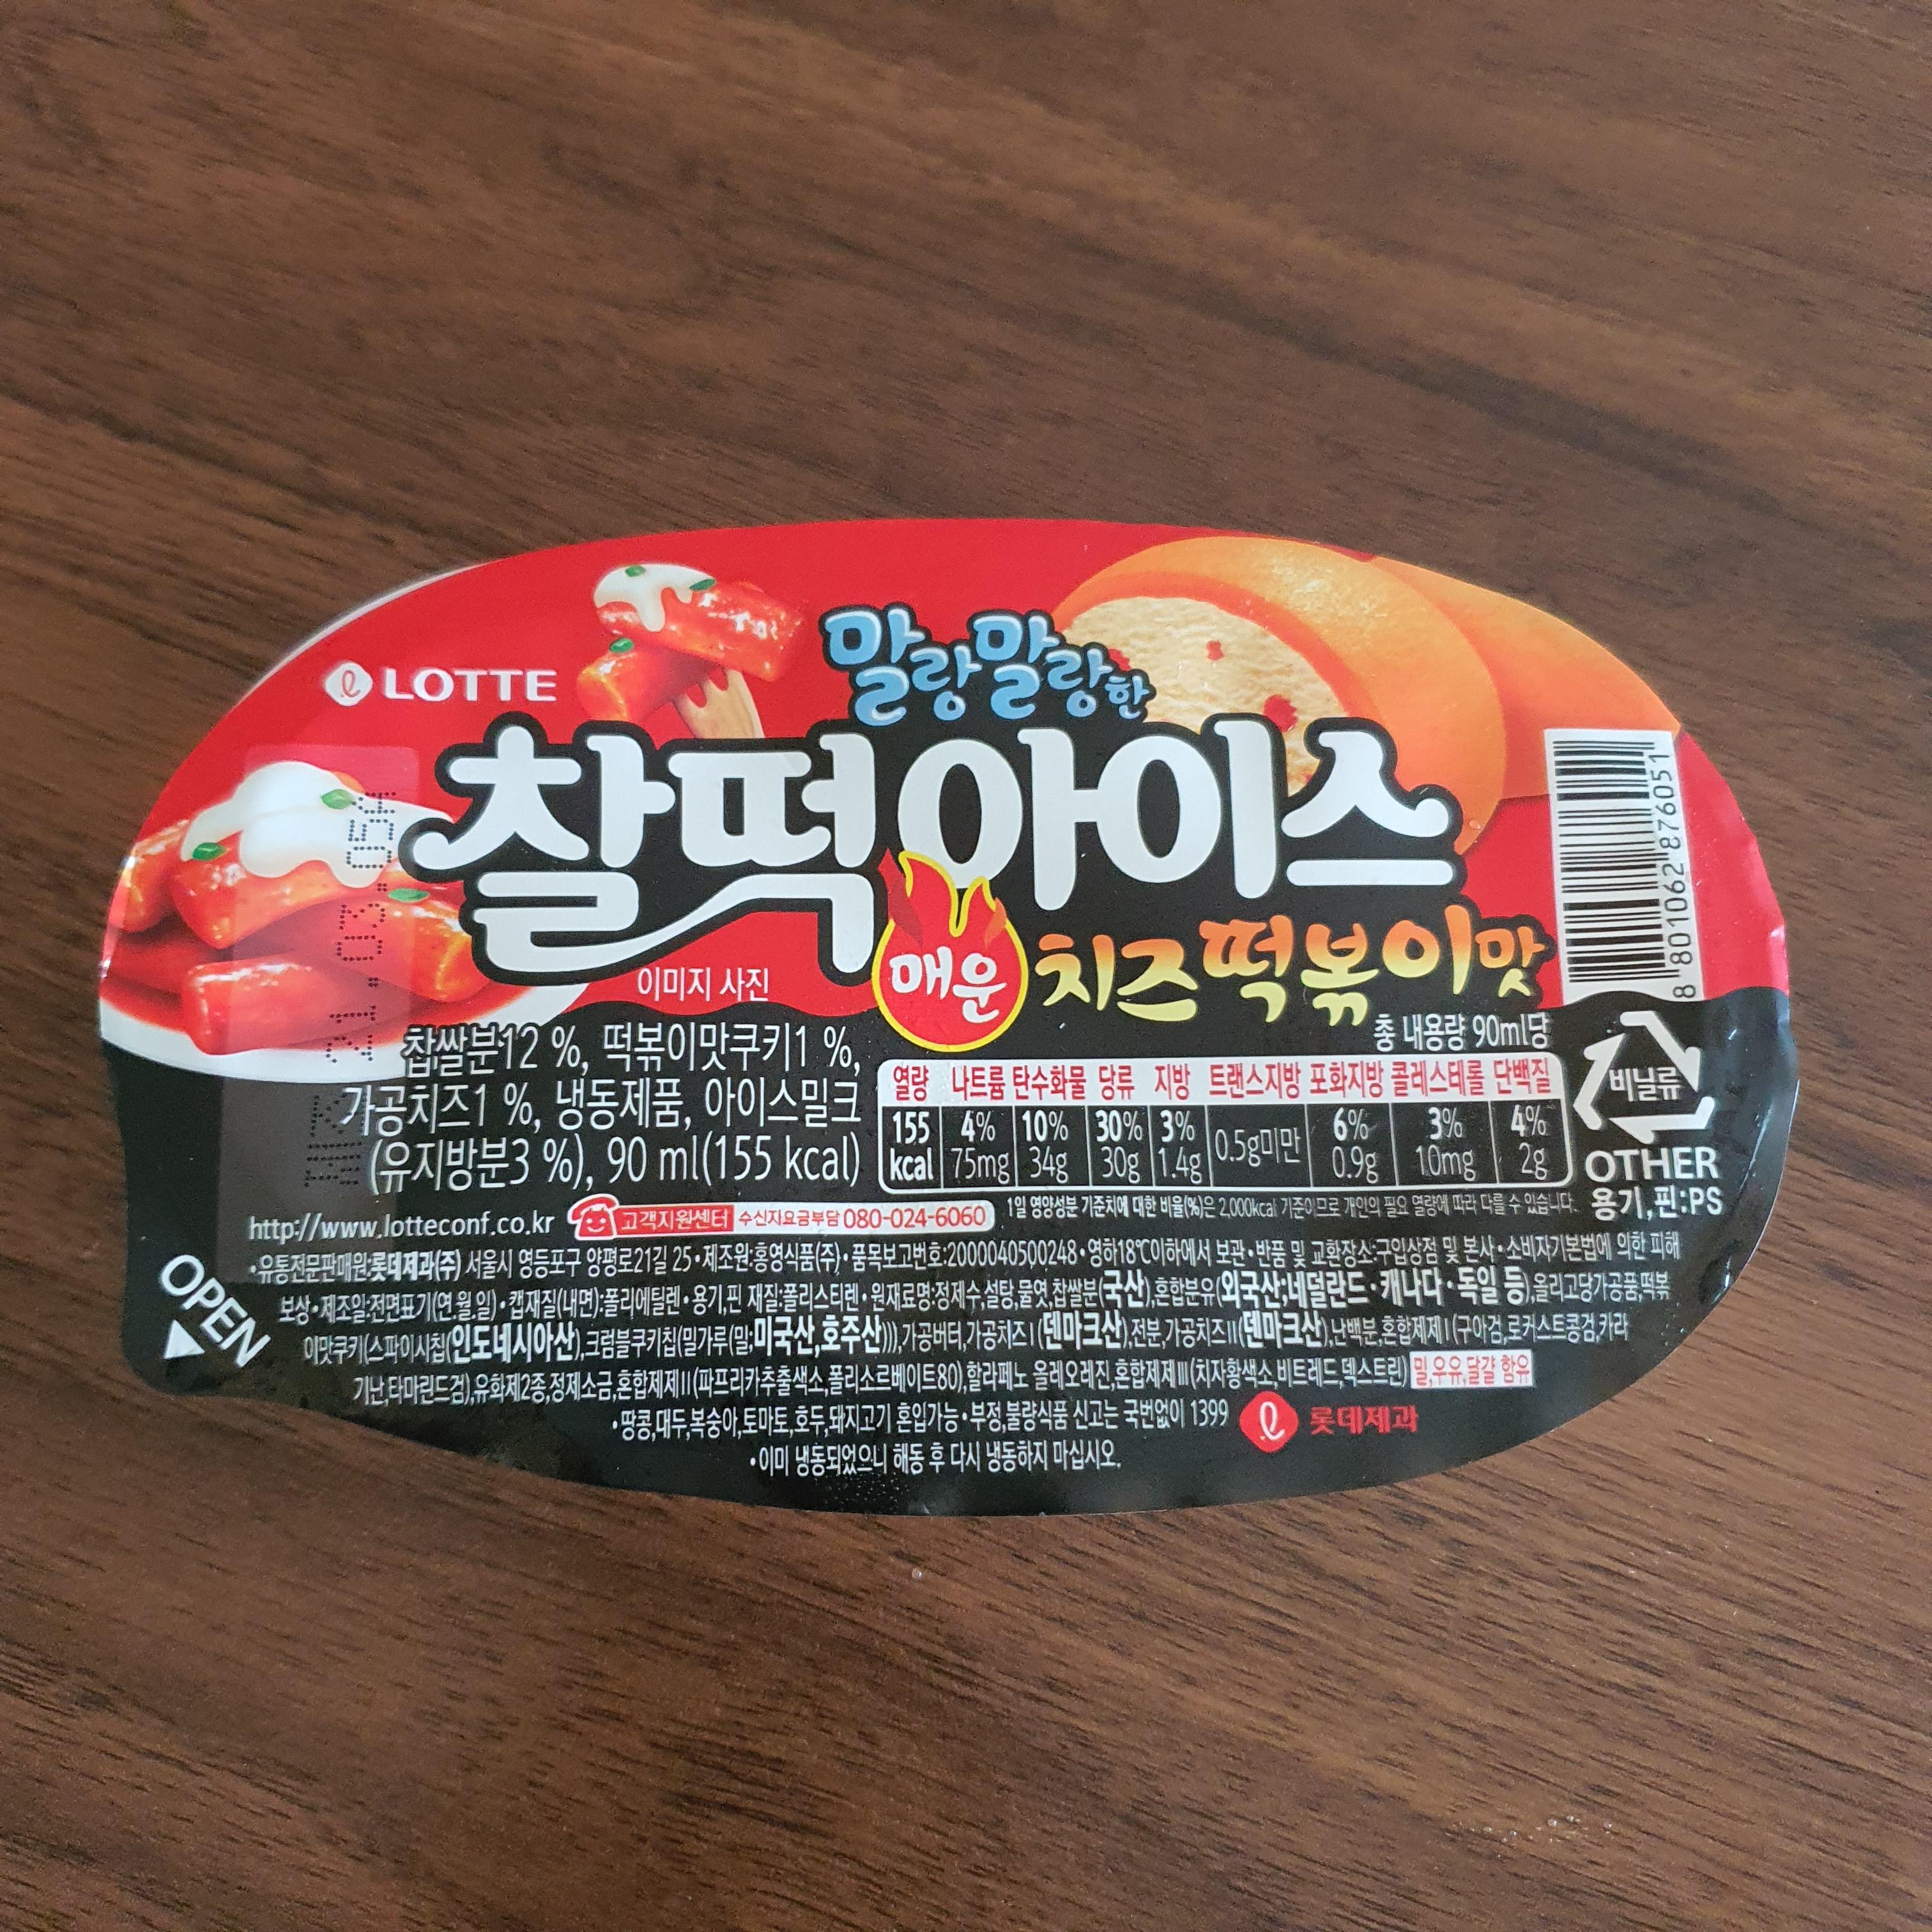 LOTTE
말랑말랑한
찰떡아이스
매운 치즈떡볶이맛
이미지 사진
8 801062 876051
21.03.05A
찹쌀분12 %, 떡볶이맛쿠키1 %,
가공치즈1 %, 냉동제품, 아이스밀크
(유지방분3 %), 90 ml(155 kcal)
총 내용량 90ml당
열량 나트륨 탄수화물 당류 지방 트랜스지방 포화지방 콜레스테롤 단백질
155 4% 10% 30% 3% 0.5g미만 6% 3% 4%
kcal 75mg 34g 30g 1.4g 0.9g 10mg 2g
1일 영양성분 기준치에 대한 비율(%)은 2,000kcal 기준이므로 개인의 필요 열량에 따라 다를 수 있습니다.
비닐류
OTHER
용기,핀:PS
http://www.lotteconf.co.kr 고객지원센터 수신자요금부담 080-024-6060
OPEN
•유통전문판매원:롯데제과(주) 서울시 영등포구 양평로21길 25•제조원:홍영식품(주)•품목보고번호:2000040500248•영하18℃이하에서 보관•반품 및 교환장소:구입상점 및 본사•소비자기본법에 의한 피해
보상•제조일:전면표기(연.월.일)•캡재질(내면):폴리에틸렌•용기,핀 재질:폴리스티렌•원재료명:정제수,설탕,물엿,찹쌀분(국산),혼합분유(외국산;네덜란드·캐나다·독일 등),올리고당가공품,떡볶
이맛쿠키(스파이시칩(인도네시아산),크럼블쿠키칩(밀가루(밀;미국산,호주산))),가공버터,가공치즈Ⅰ(덴마크산),전분,가공치즈Ⅱ(덴마크산),난백분,혼합제제Ⅰ(구아검,로커스트콩검,카라
기난,타마린드검),유화제2종,정제소금,혼합제제Ⅱ(파프리카추출색소,폴리소르베이트80),할라피노 올레오레진,혼합제제Ⅲ(치자황색소,비트레드,덱스트린) 밀,우유,달걀 함유
•땅콩,대두,복숭아,토마토,호두,돼지고기 혼입가능•부정,불량식품 신고는 국번없이 1399 롯데제과
•이미 냉동되었으니 해동 후 다시 냉동하지 마십시오.